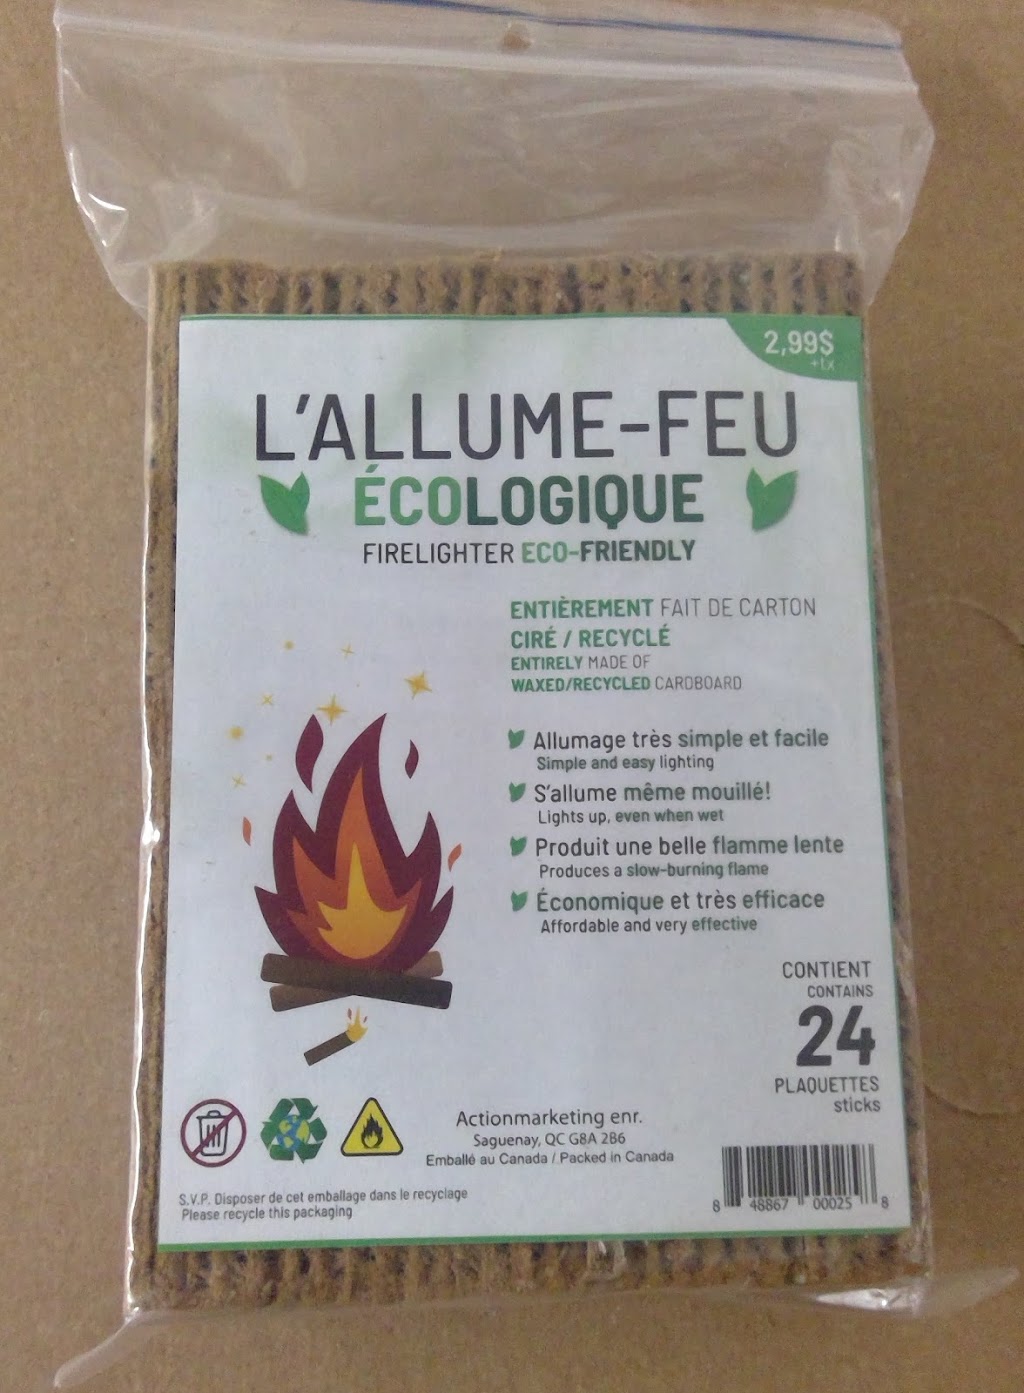 2,99$
+tx
L'ALLUME-FEU
ÉCOLOGIQUE
FIRELIGHTER ECO-FRIENDLY
ENTIÈREMENT FAIT DE CARTON
CIRÉ / RECYCLÉ
ENTIRELY MADE OF
WAXED/RECYCLED CARDBOARD
Allumage très simple et facile
Simple and easy lighting
S'allume même mouillé!
Lights up, even when wet
Produit une belle flamme lente
Produces a slow-burning flame
Économique et très efficace
Affordable and very effective
CONTIENT
CONTAINS
24
PLAQUETTES
sticks
Actionmarketing enr.
Saguenay, QC G8A 2B6
Emballé au Canada / Packed in Canada
S.V.P. Disposer de cet emballage dans le recyclage
Please recycle this packaging
8 48867 00025 8